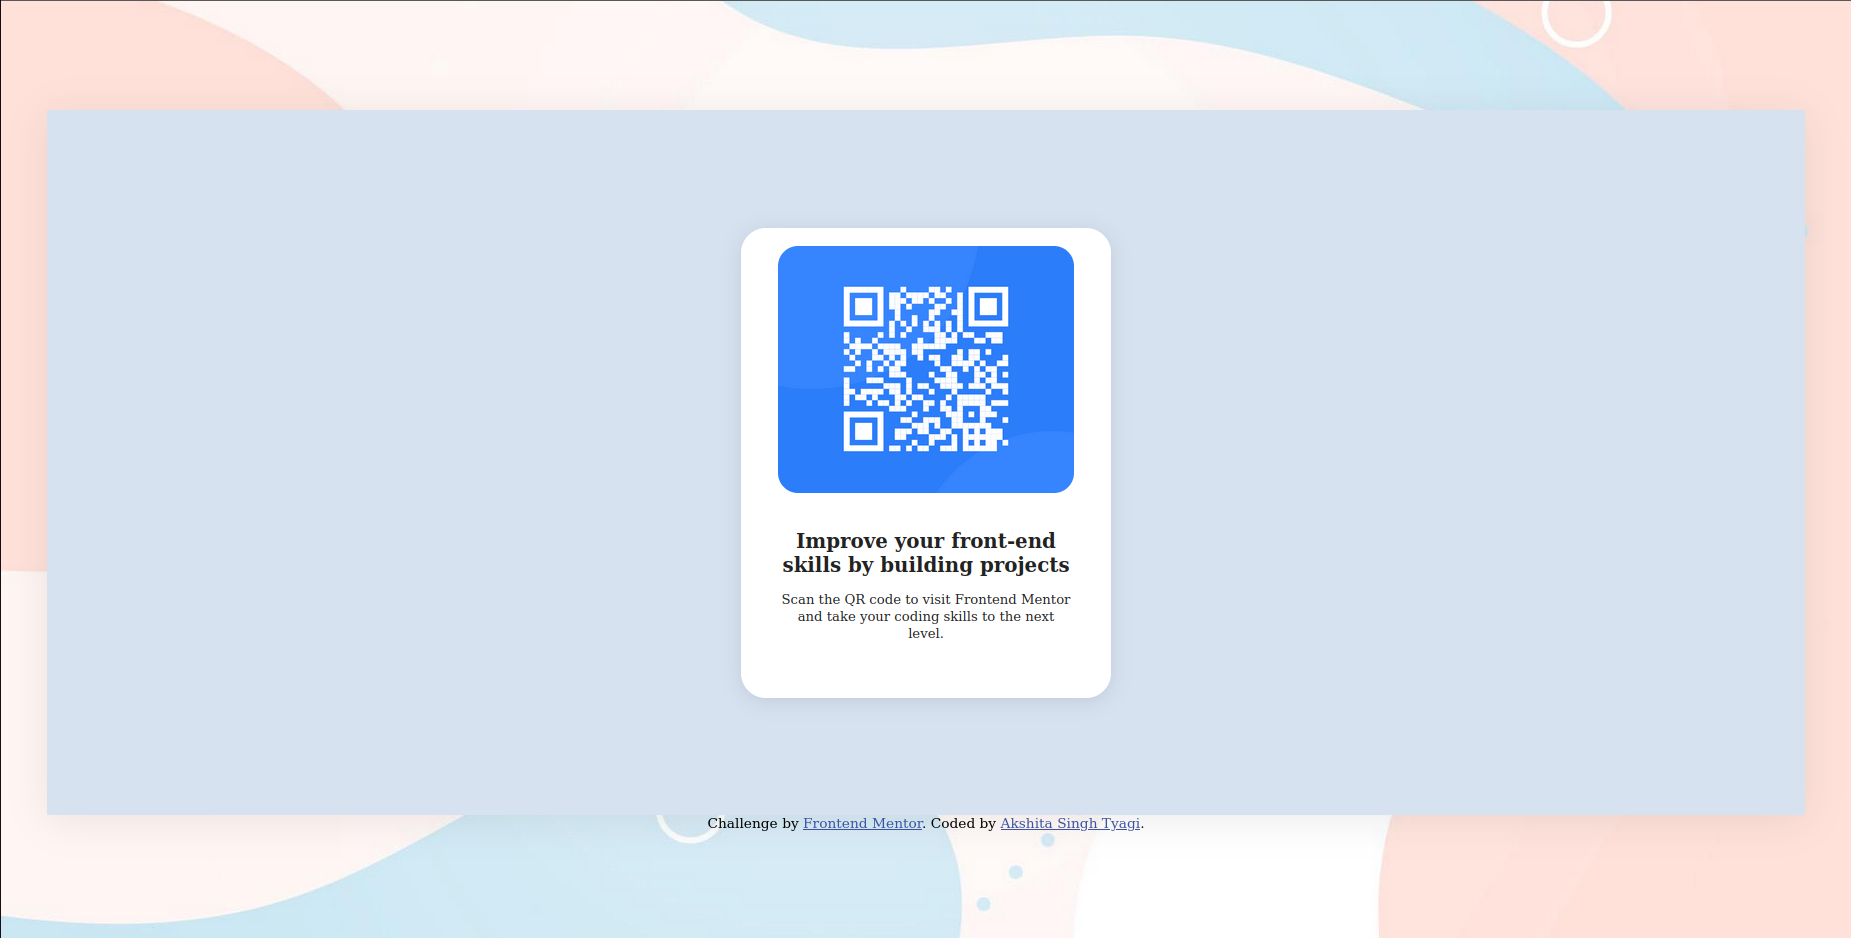 Improve your front-end
skills by building projects
Scan the QR code to visit Frontend Mentor
and take your coding skills to the next
level.
Challenge by Frontend Mentor. Coded by Akshita Singh Tyagi.